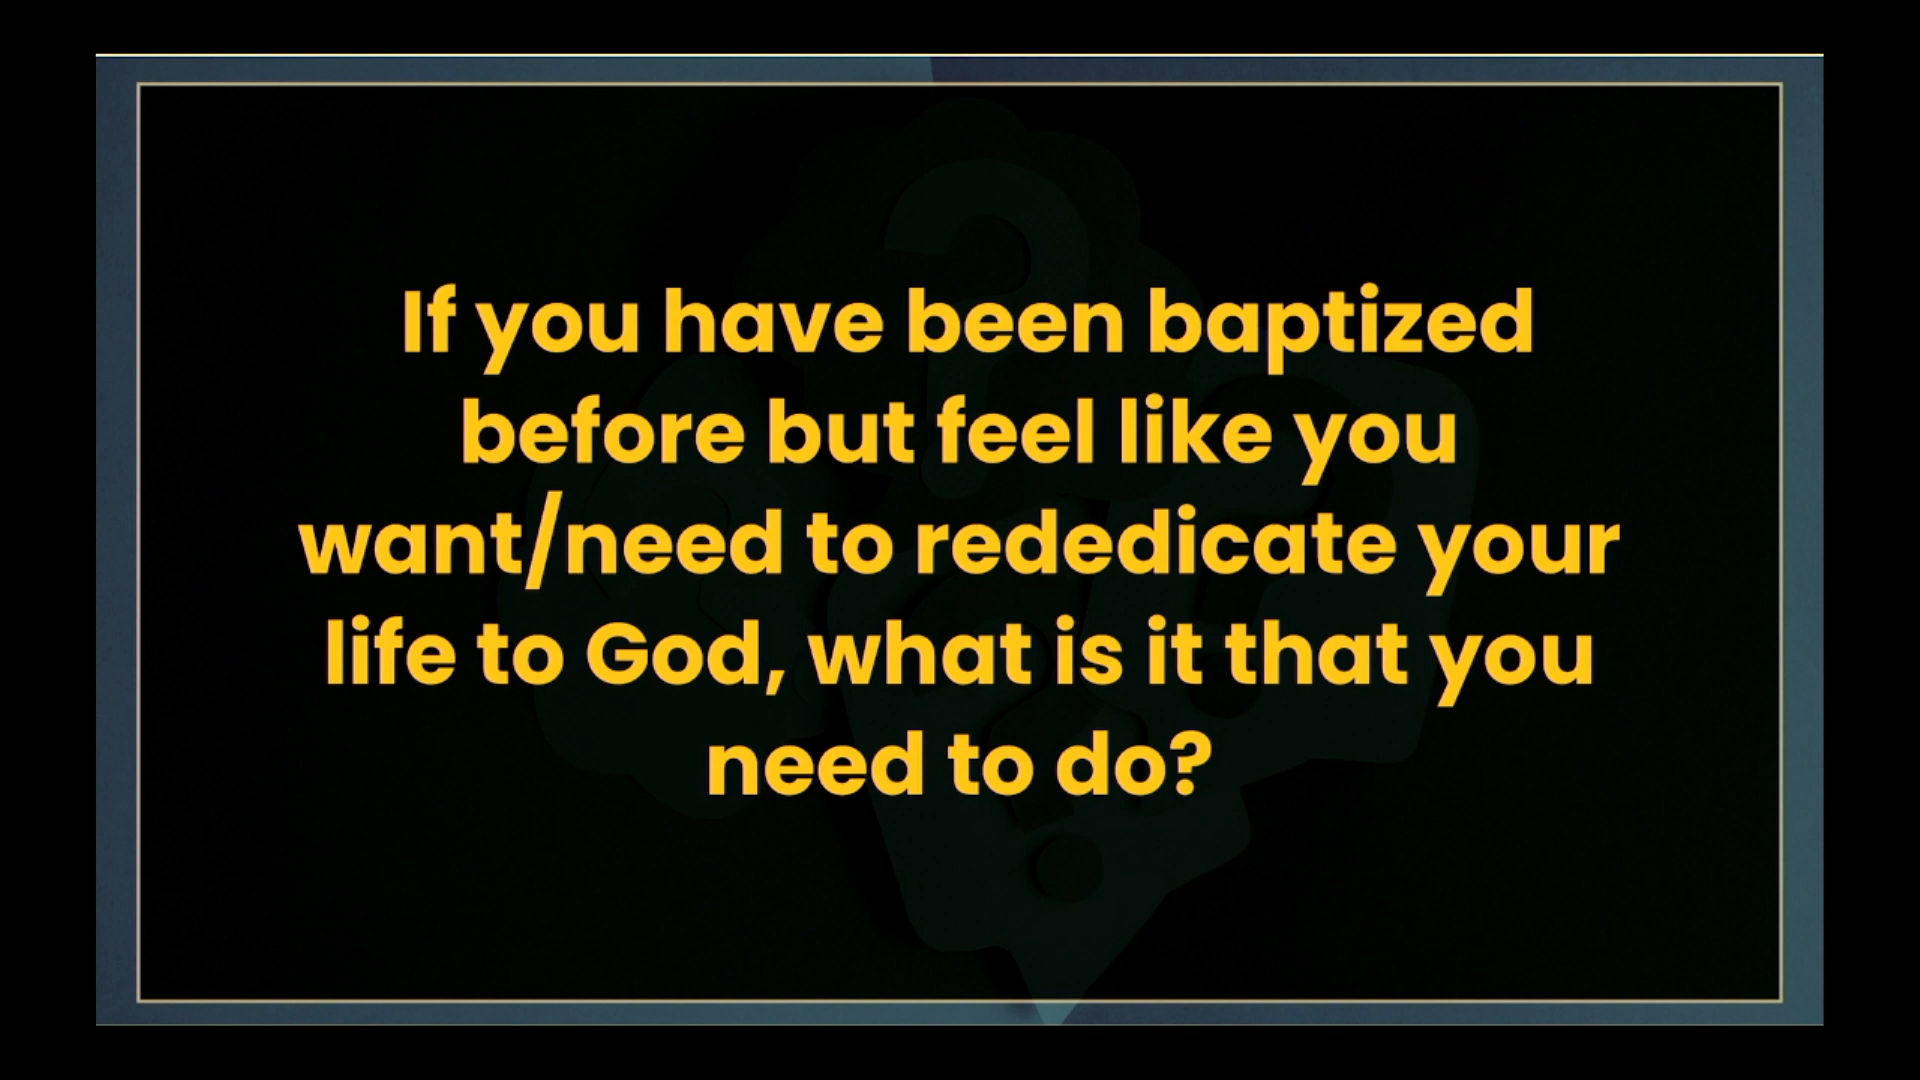 If you have been baptized
before but feel like you
want/need to rededicate your
life to God, what is it that you
need to do?